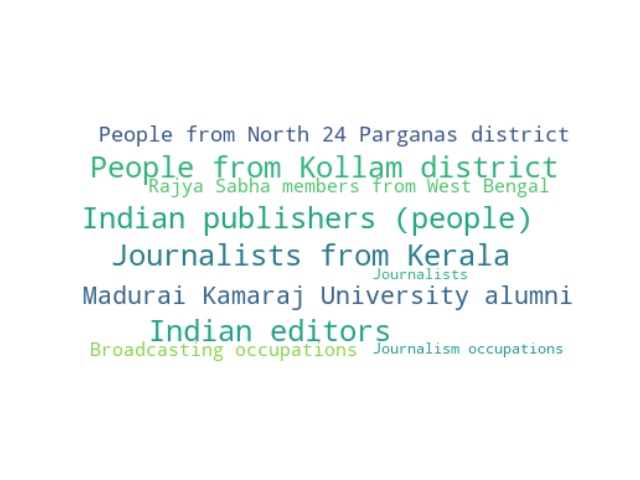 People from North 24 Parganas district
People from Kollam district
Rajya Sabha members from West Bengal
Indian publishers (people)
Journalists from Kerala
Journalists
Madurai Kamaraj University alumni
Indian editors
Broadcasting occupations
Journalism occupations